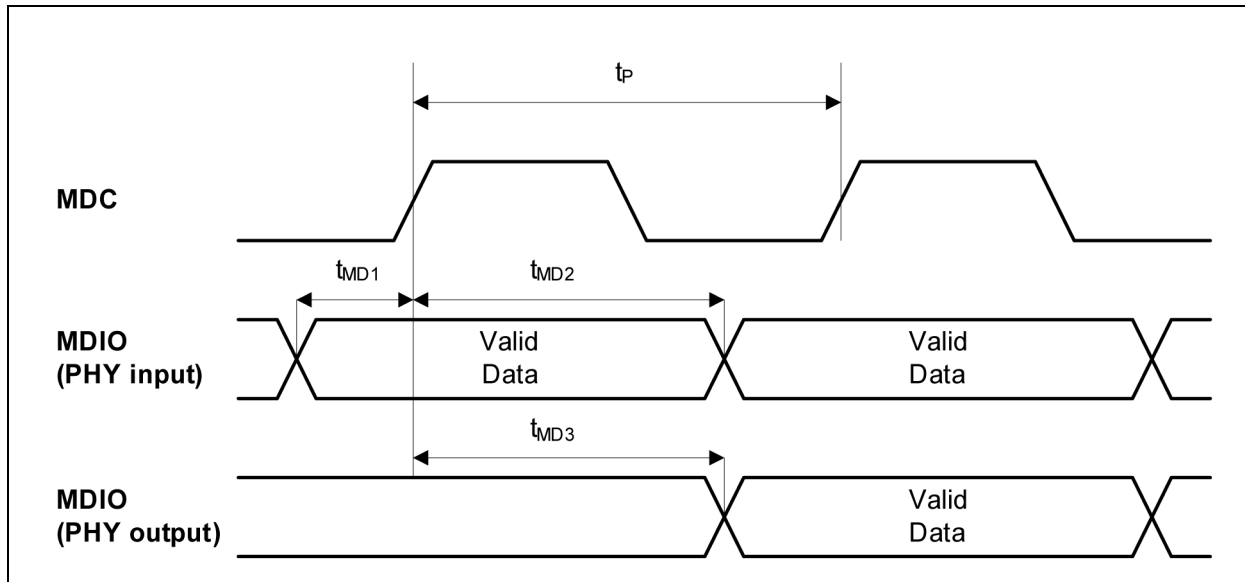 tP
MDC
tMD1
tMD2
MDIO
(PHY input)
Valid
Data
Valid
Data
tMD3
MDIO
(PHY output)
Valid
Data